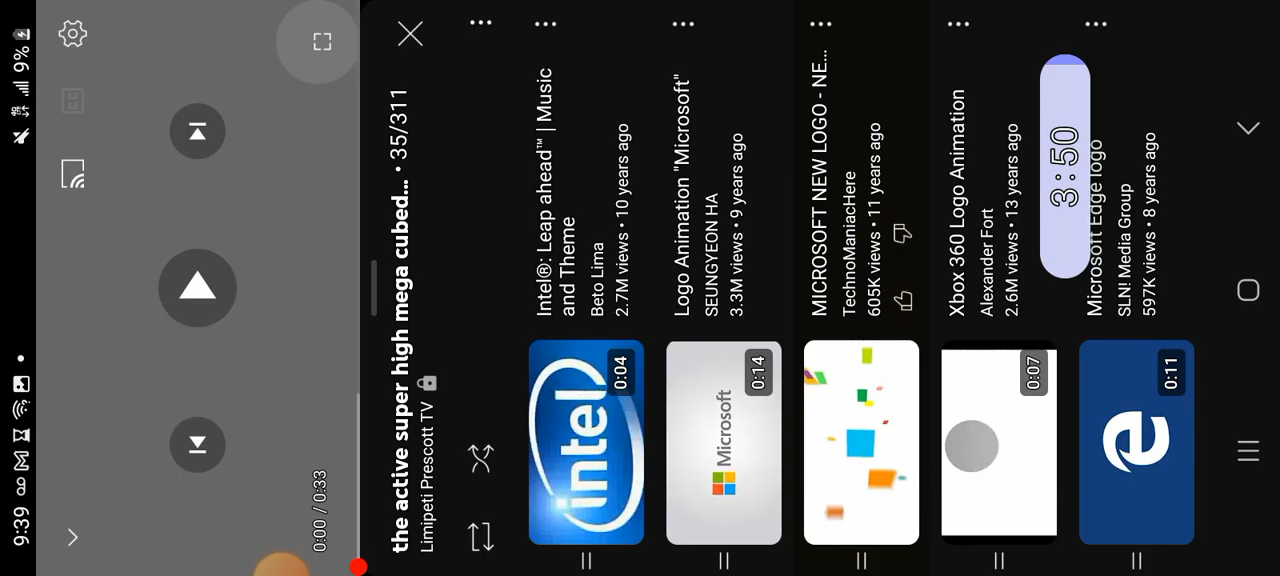 9:39
9%
CC
0:00 / 0:33
the active super high mega cubed... • 35/311
Limipeti Prescott TV
intel
0:04
Intel®: Leap ahead™ | Music
and Theme
Beto Lima
2.7M views • 10 years ago
Microsoft
0:14
Logo Animation "Microsoft"
SEUNGYEON HA
3.3M views • 9 years ago
MICROSOFT NEW LOGO - NE...
TechnoManiacHere
605K views • 11 years ago
0:07
Xbox 360 Logo Animation
Alexander Fort
2.6M views • 13 years ago
3:50
0:11
Microsoft Edge logo
SLN! Media Group
597K views • 8 years ago